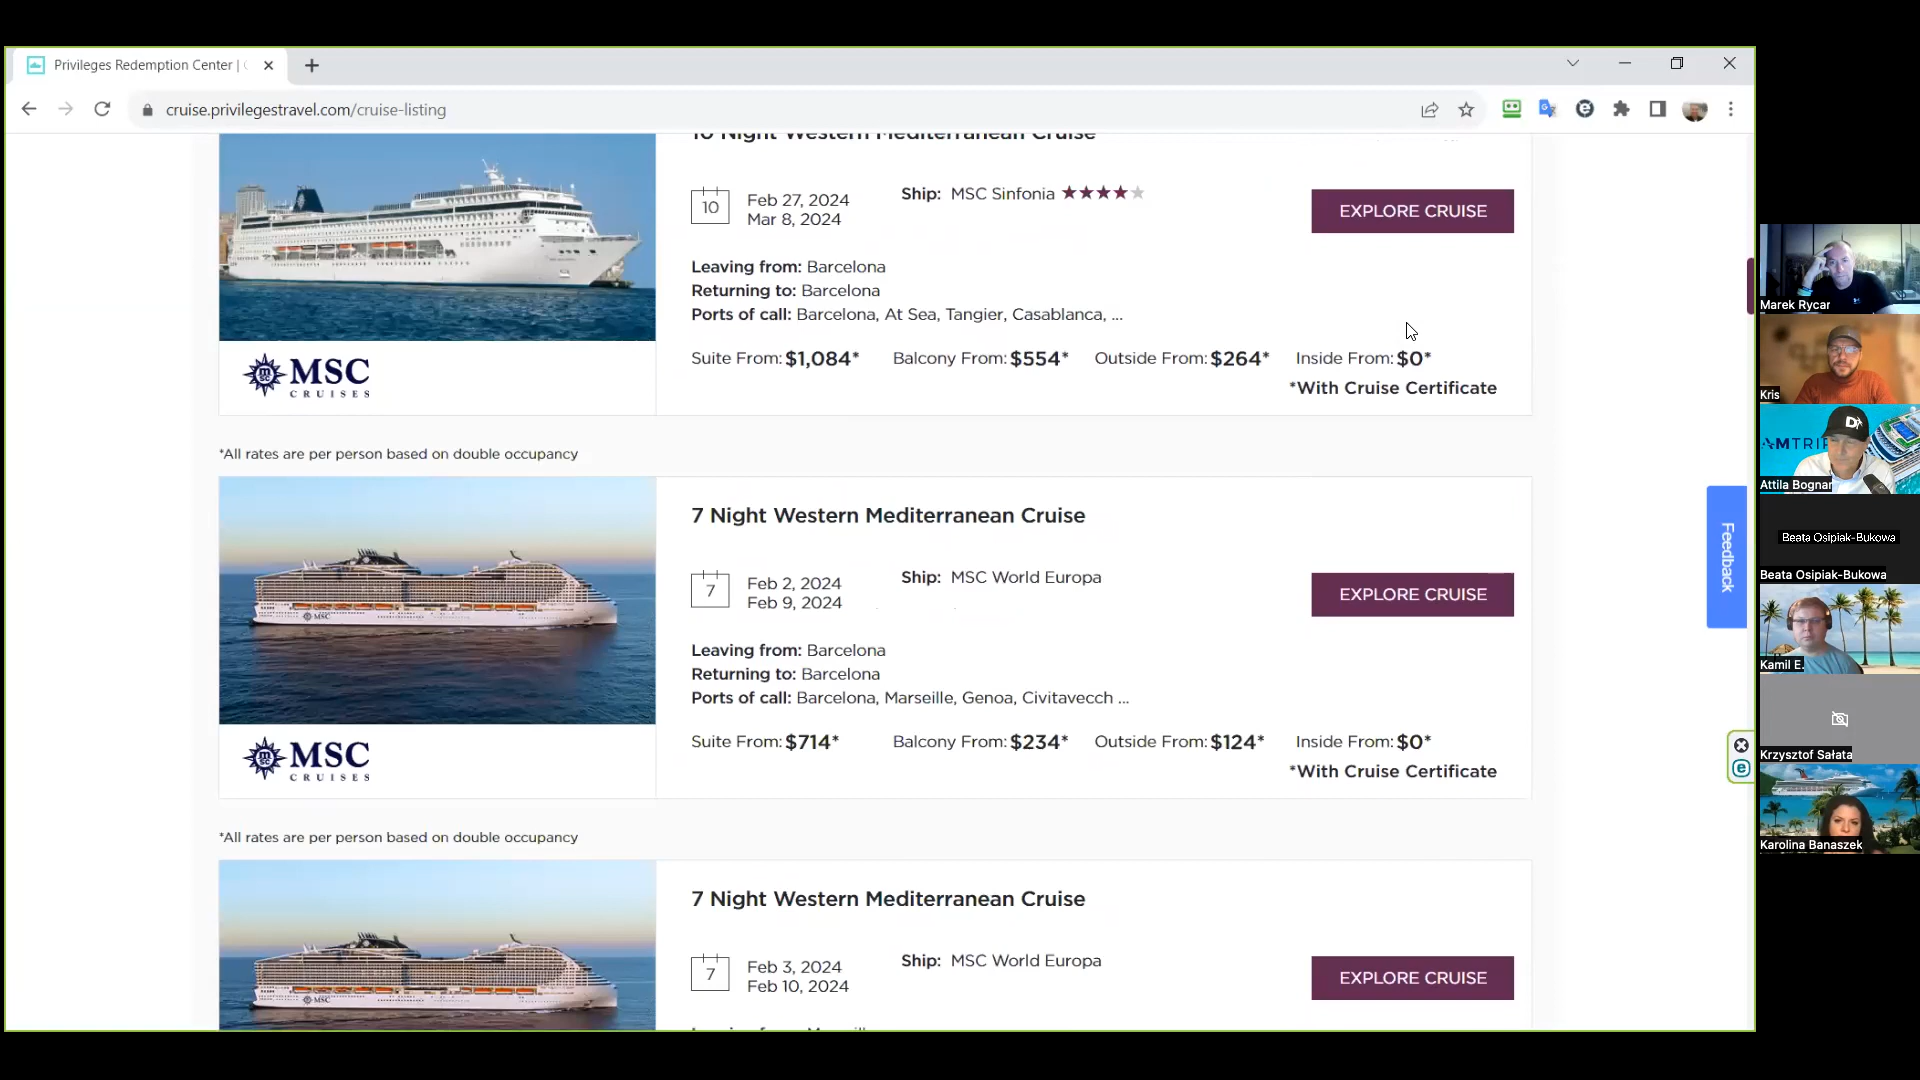 Privileges Redemption Center |
cruise.privilegestravel.com/cruise-listing
10 Night Western Mediterranean Cruise
10
Feb 27, 2024
Mar 8, 2024
Ship: MSC Sinfonia
EXPLORE CRUISE
Leaving from: Barcelona
Returning to: Barcelona
Ports of call: Barcelona, At Sea, Tangier, Casablanca, ...
Suite From: $1,084* Balcony From: $554* Outside From: $264* Inside From: $0*
*With Cruise Certificate
MSC
CRUISES
*All rates are per person based on double occupancy
7 Night Western Mediterranean Cruise
7
Feb 2, 2024
Feb 9, 2024
Ship: MSC World Europa
EXPLORE CRUISE
Leaving from: Barcelona
Returning to: Barcelona
Ports of call: Barcelona, Marseille, Genoa, Civitavecch ...
Suite From: $714* Balcony From: $234* Outside From: $124* Inside From: $0*
*With Cruise Certificate
MSC
CRUISES
*All rates are per person based on double occupancy
7 Night Western Mediterranean Cruise
7
Feb 3, 2024
Feb 10, 2024
Ship: MSC World Europa
EXPLORE CRUISE
Feedback
Marek Rycar
Kris
Attila Bognar
Beata Osipiak-Bukowa
Beata Osipiak-Bukowa
Kamil E.
Krzysztof Sałata
Karolina Banaszek